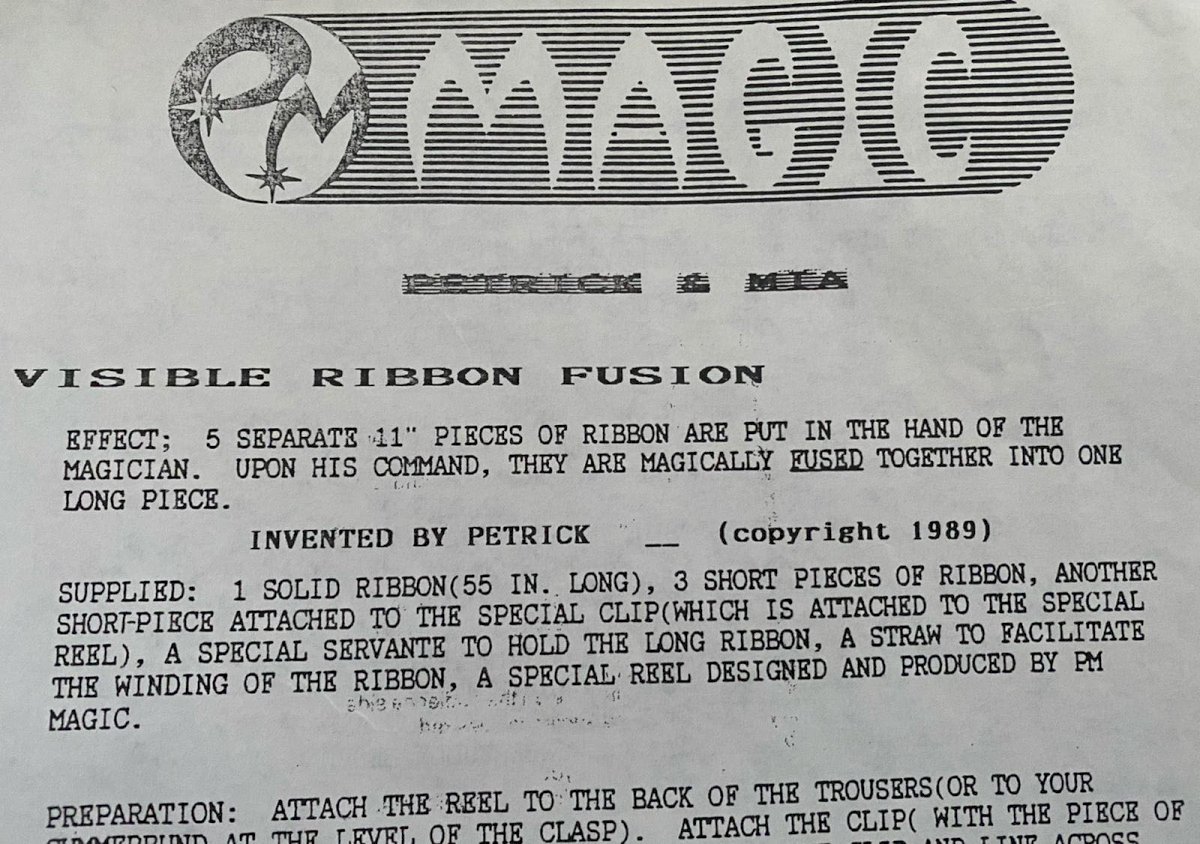 PM MAGIC
PETRICK & MIA
VISIBLE RIBBON FUSION
EFFECT; 5 SEPARATE 11" PIECES OF RIBBON ARE PUT IN THE HAND OF THE
MAGICIAN. UPON HIS COMMAND, THEY ARE MAGICALLY FUSED TOGETHER INTO ONE
LONG PIECE.
INVENTED BY PETRICK __ (copyright 1989)
SUPPLIED: 1 SOLID RIBBON(55 IN. LONG), 3 SHORT PIECES OF RIBBON, ANOTHER
SHORT-PIECE ATTACHED TO THE SPECIAL CLIP(WHICH IS ATTACHED TO THE SPECIAL
REEL), A SPECIAL SERVANTE TO HOLD THE LONG RIBBON, A STRAW TO FACILITATE
THE WINDING OF THE RIBBON, A SPECIAL REEL DESIGNED AND PRODUCED BY PM
MAGIC.
PREPARATION: ATTACH THE REEL TO THE BACK OF THE TROUSERS(OR TO YOUR
CUMMERBUND AT THE LEVEL OF THE CLASP). ATTACH THE CLIP( WITH THE PIECE OF
CLIP AND LINE ACROSS